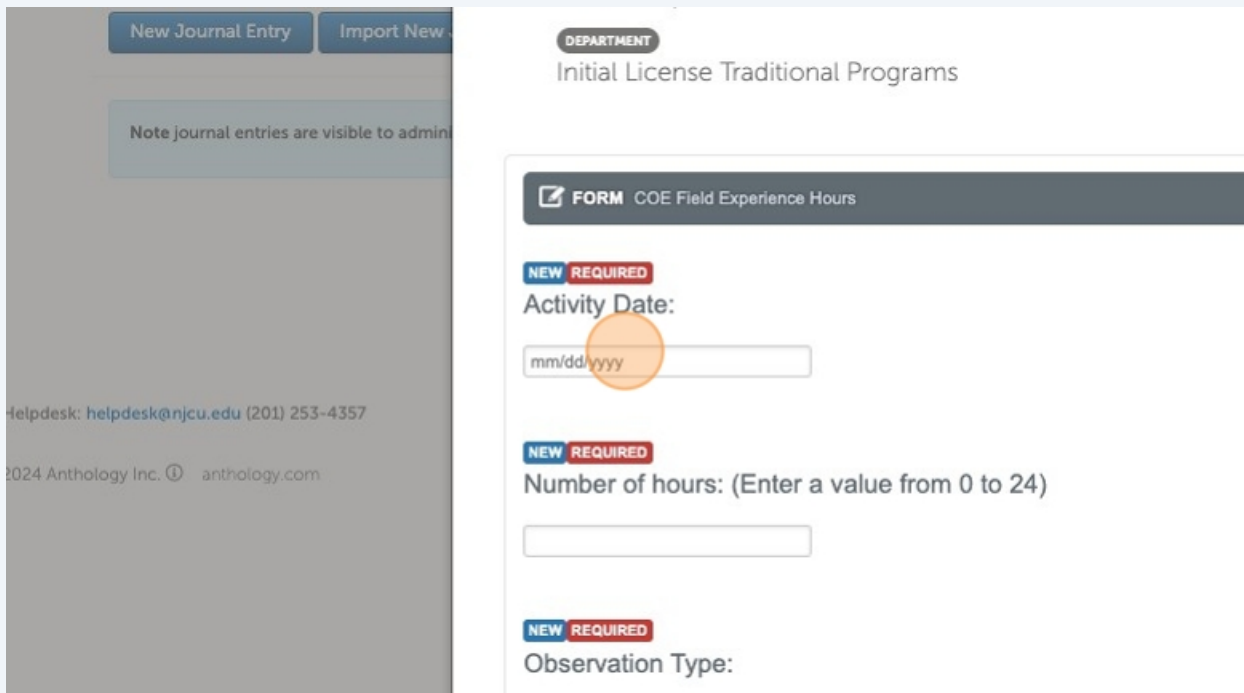 New Journal Entry
Import New
DEPARTMENT
Initial License Traditional Programs
Note journal entries are visible to admini
FORM COE Field Experience Hours
NEW REQUIRED
Activity Date:
mm/dd/yyyy
Helpdesk: helpdesk@njcu.edu (201) 253-4357
2024 Anthology Inc. anthology.com
NEW REQUIRED
Number of hours: (Enter a value from 0 to 24)
NEW REQUIRED
Observation Type: